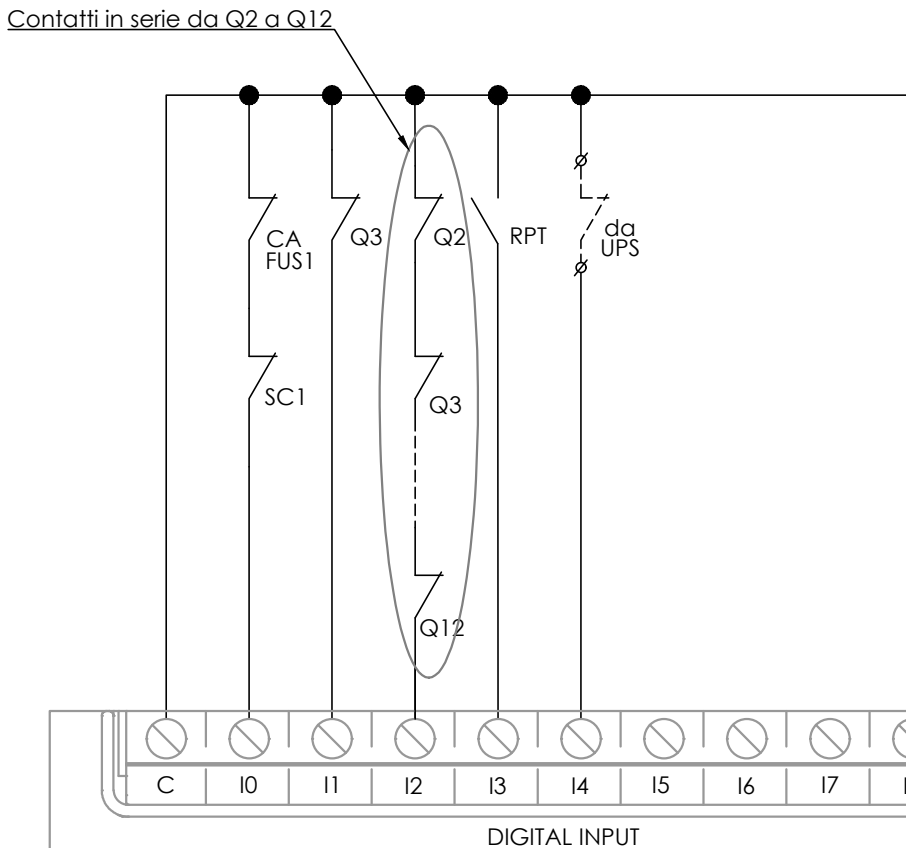 Contatti in serie da Q2 a Q12
CA
FUS1
Q3
Q2
RPT
da
UPS
SC1
Q3
Q12
C I0 I1 I2 I3 I4 I5 I6 I7
DIGITAL INPUT